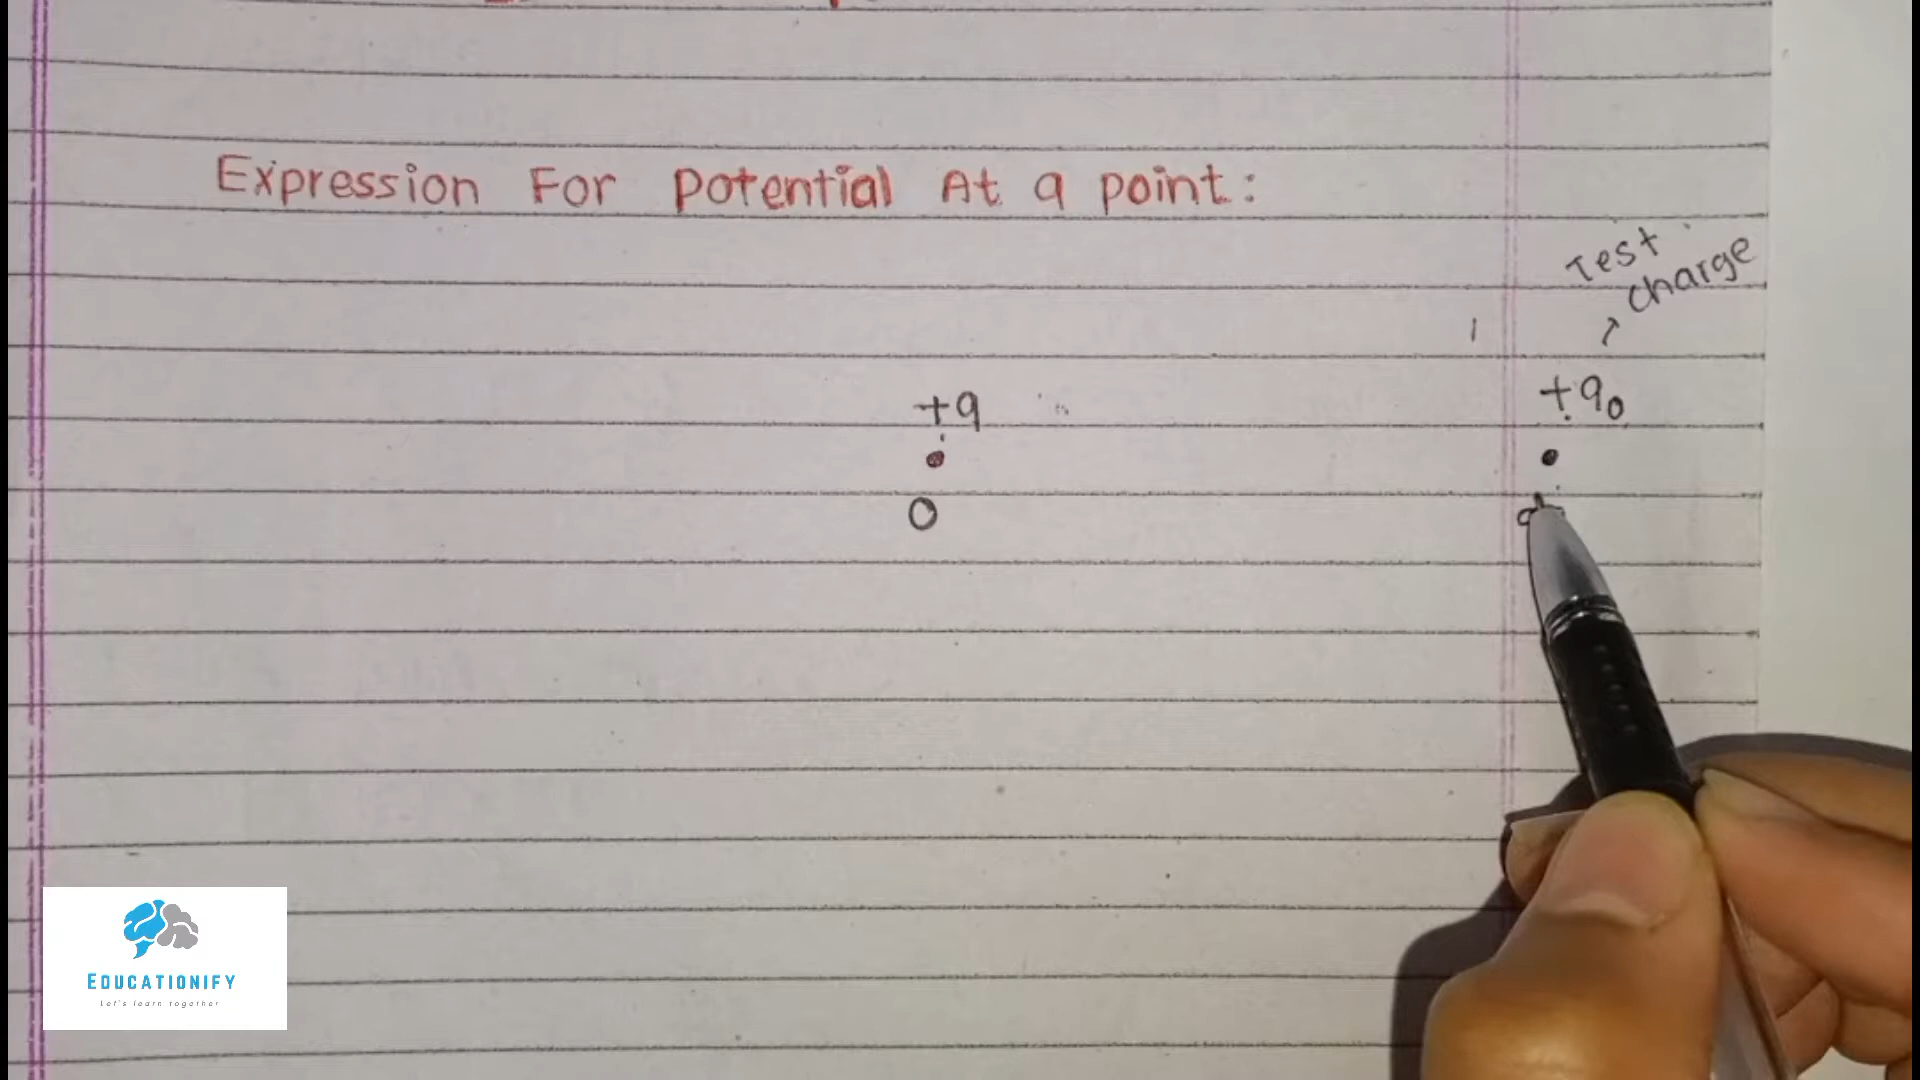 Expression For Potential At a point:
Test
charge
+q
+q₀
O
EDUCATIONIFY
Let's learn together